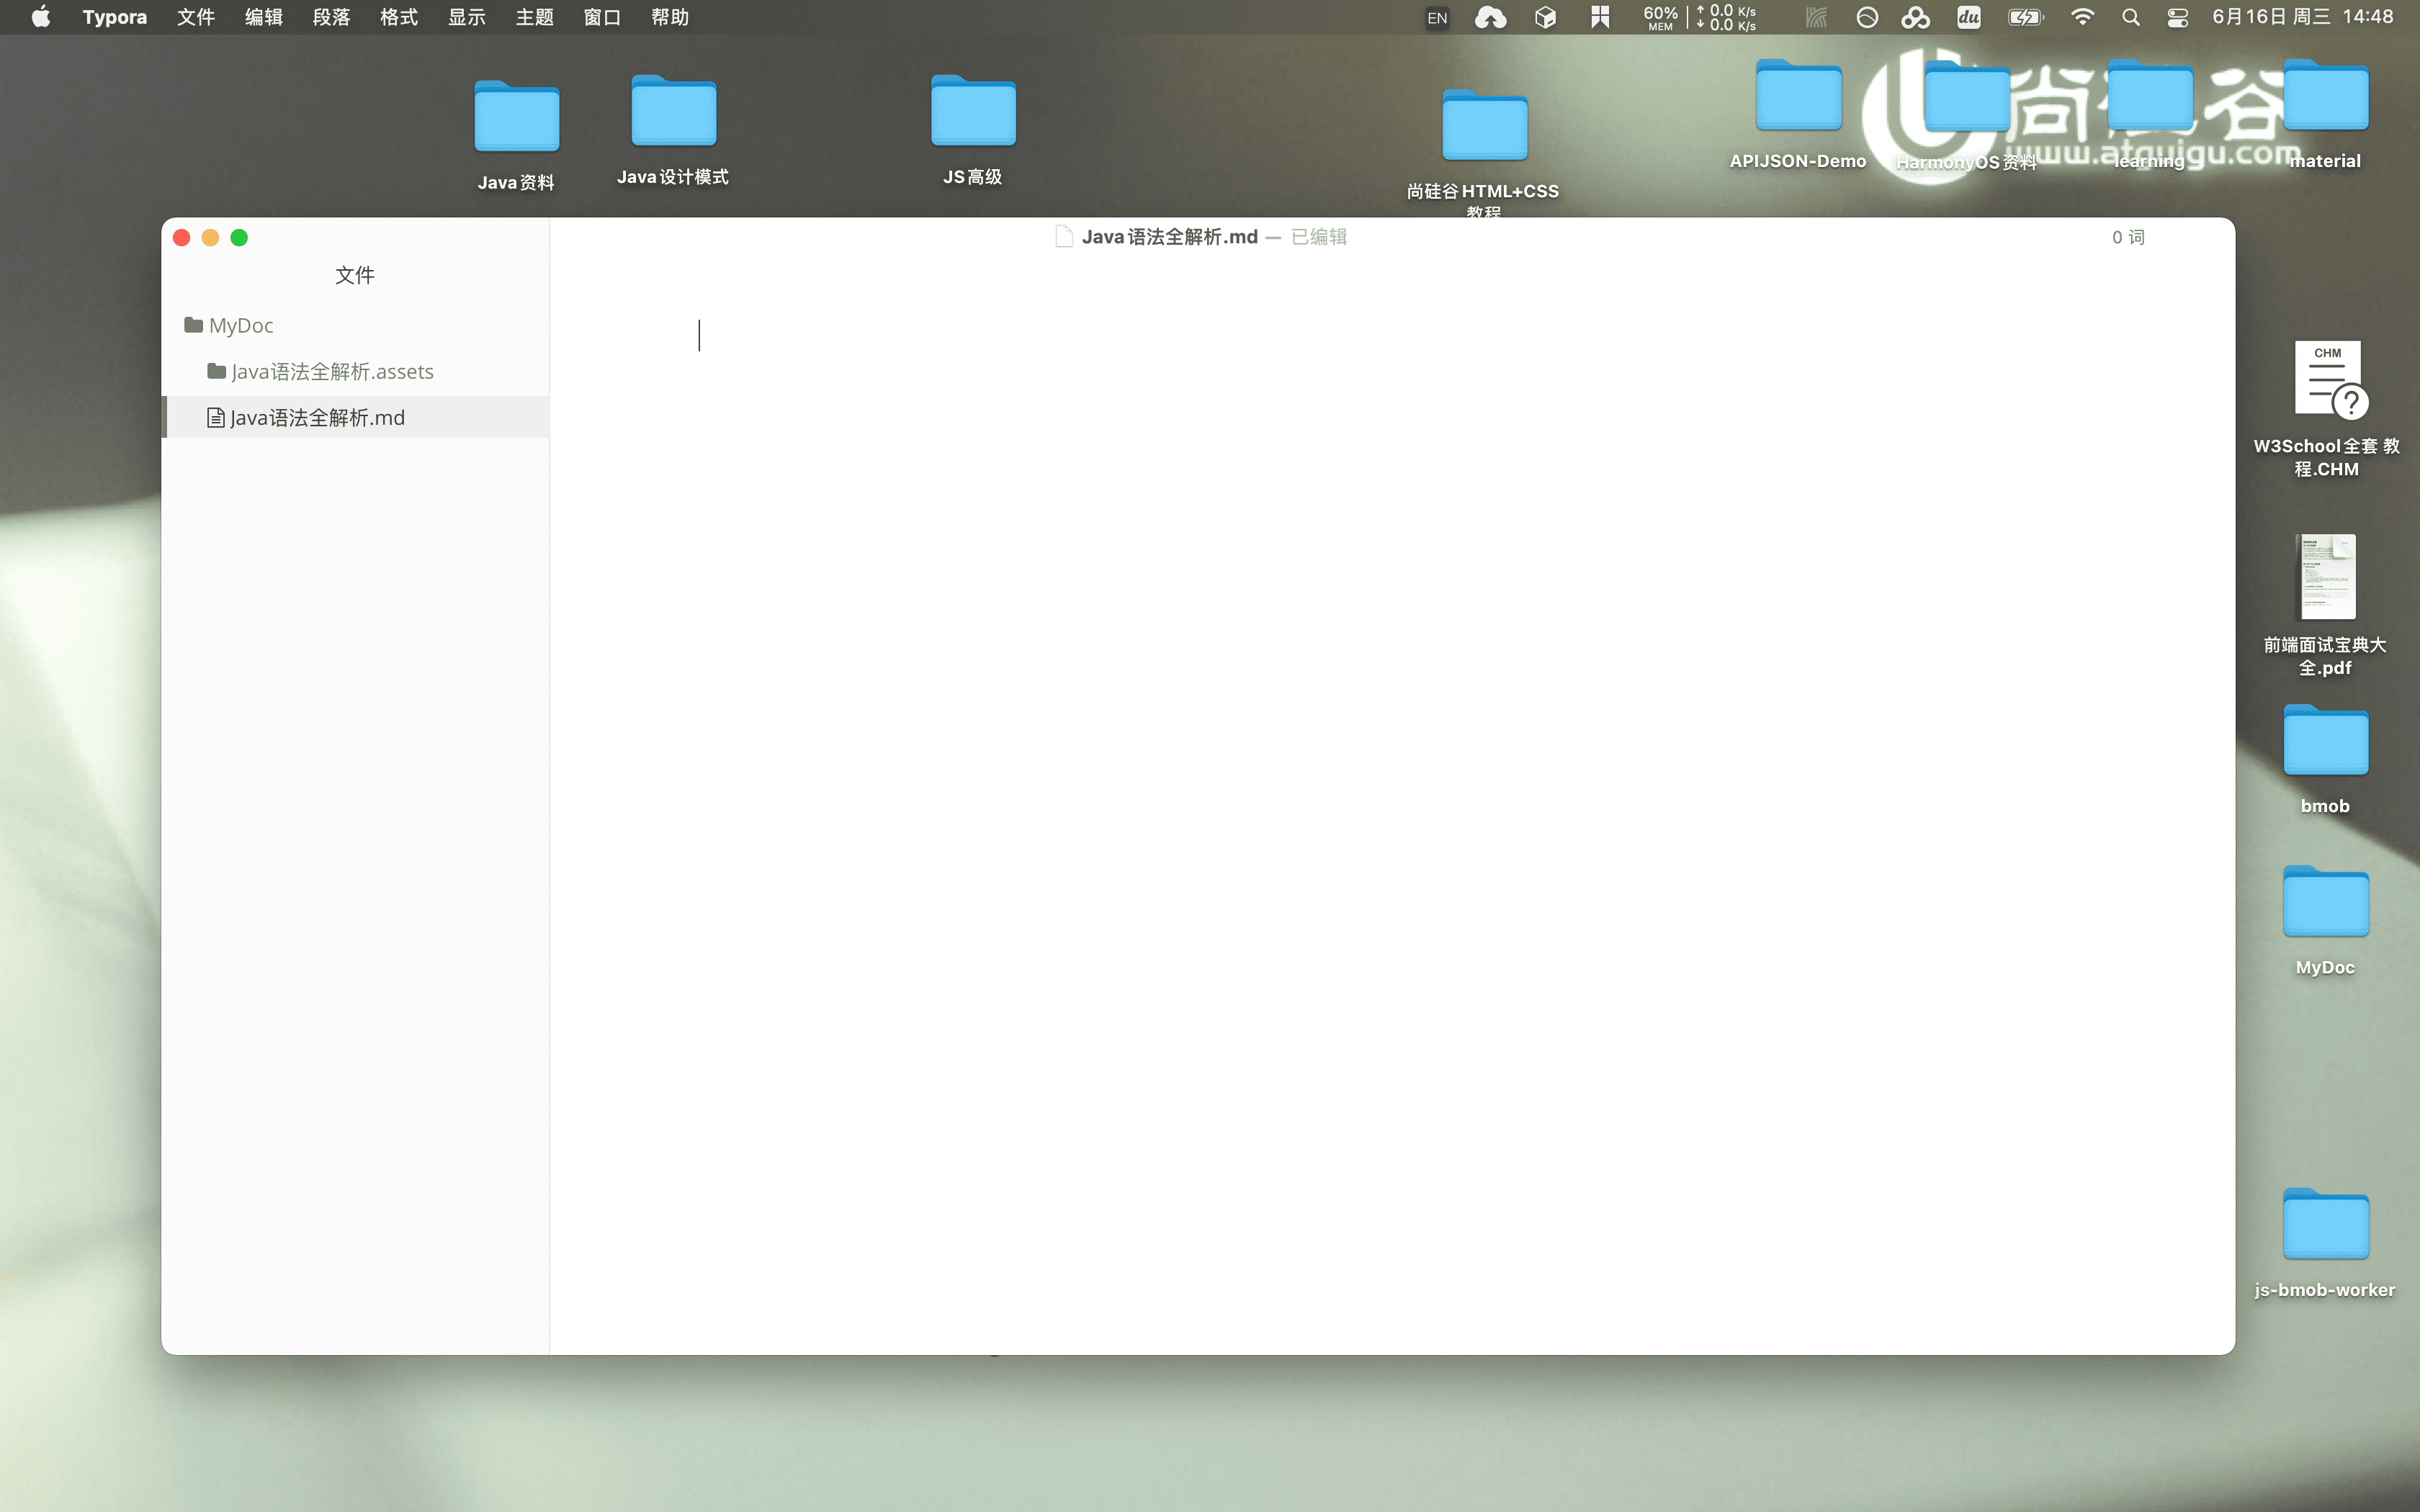 Typora 文件 编辑 段落 格式 显示 主题 窗口 帮助
EN
60% MEM
↑ 0.0 K/s
↓ 0.0 K/s
du
6月16日 周三 14:48
Java资料
Java设计模式
JS高级
尚硅谷HTML+CSS
教程
APIJSON-Demo
HarmonyOS资料
learning
material
www.atguigu.com
Java语法全解析.md — 已编辑
0 词
文件
MyDoc
Java语法全解析.assets
Java语法全解析.md
CHM
W3School全套 教
程.CHM
前端面试宝典大
全.pdf
bmob
MyDoc
js-bmob-worker